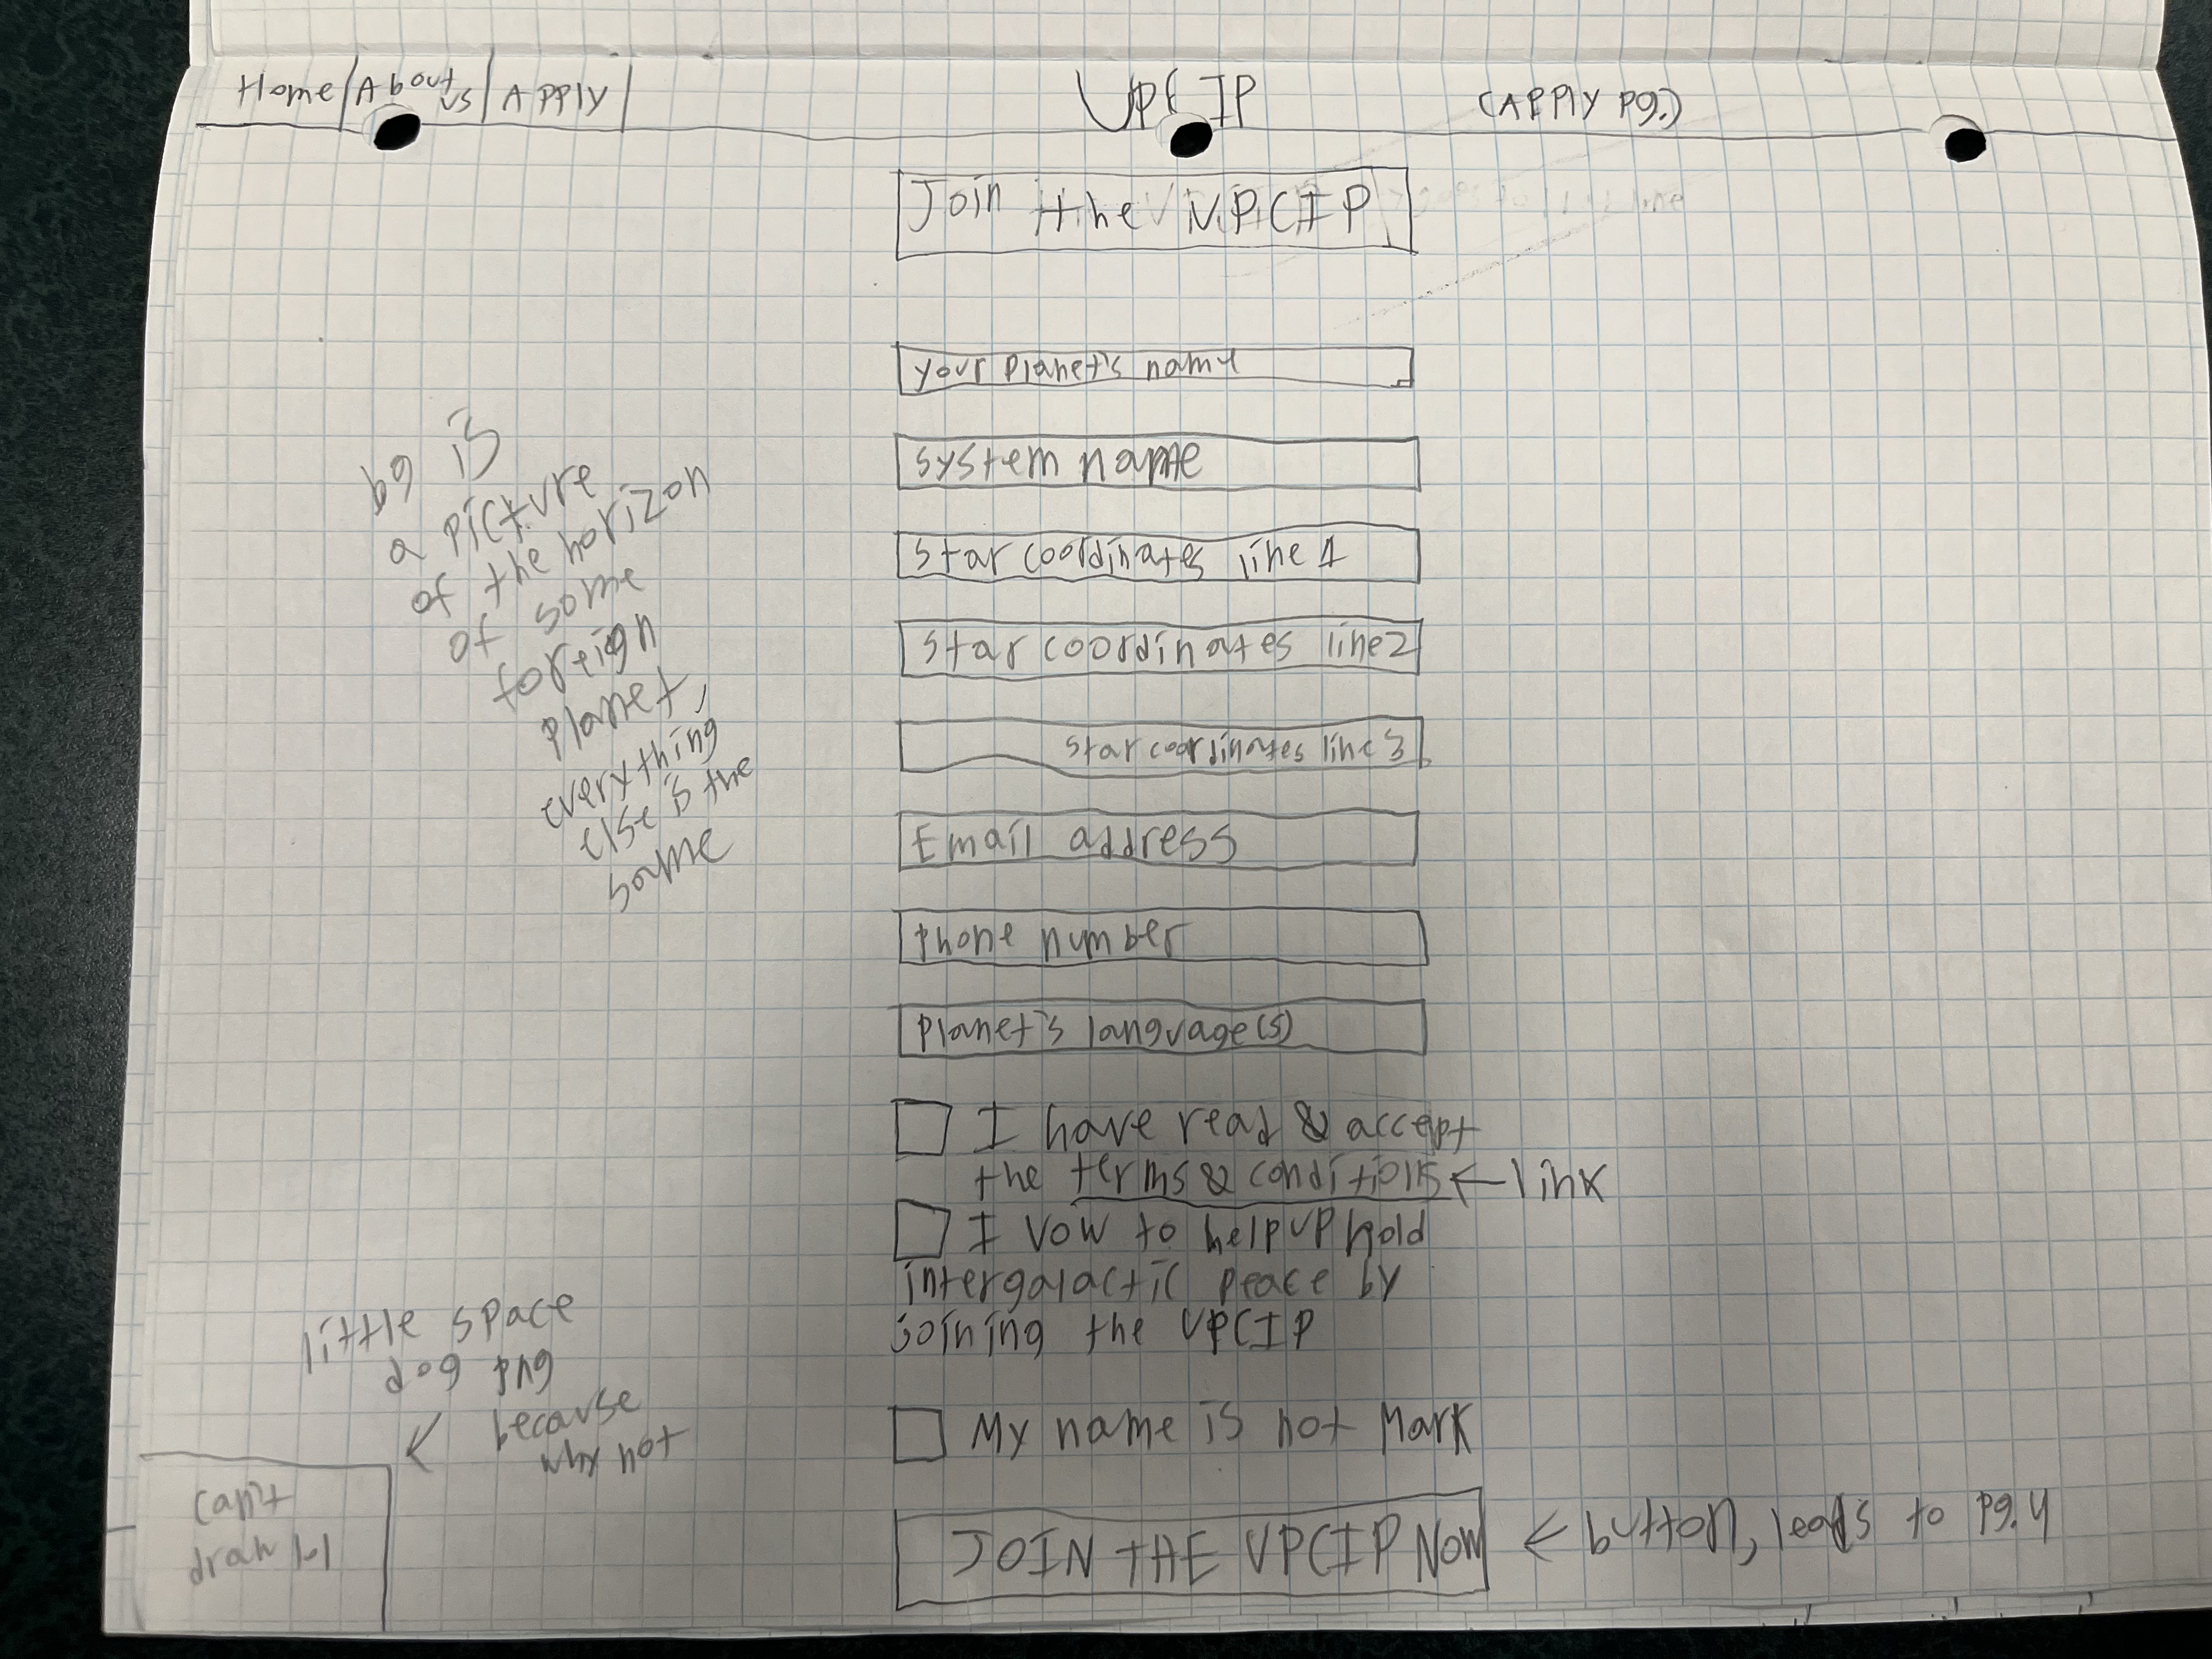 Home | About us | APPLY |
UPCIP
(APPLY PG.)
Join the UPCIP
your planet's name
system name
star coordinates line 1
star coordinates line 2
star coordinates line 3
Email address
phone number
planet's language(s)
I have read & accept
the terms & conditions ← link
I vow to help uphold
intergalactic peace by
joining the UPCIP
My name is not Mark
JOIN THE UPCIP NOW ← button, leads to pg. 4
bg is
a picture
of the horizon
of some
foreign
planet,
everything
else is the
same
little space
dog png
because
why not
can't
draw lol